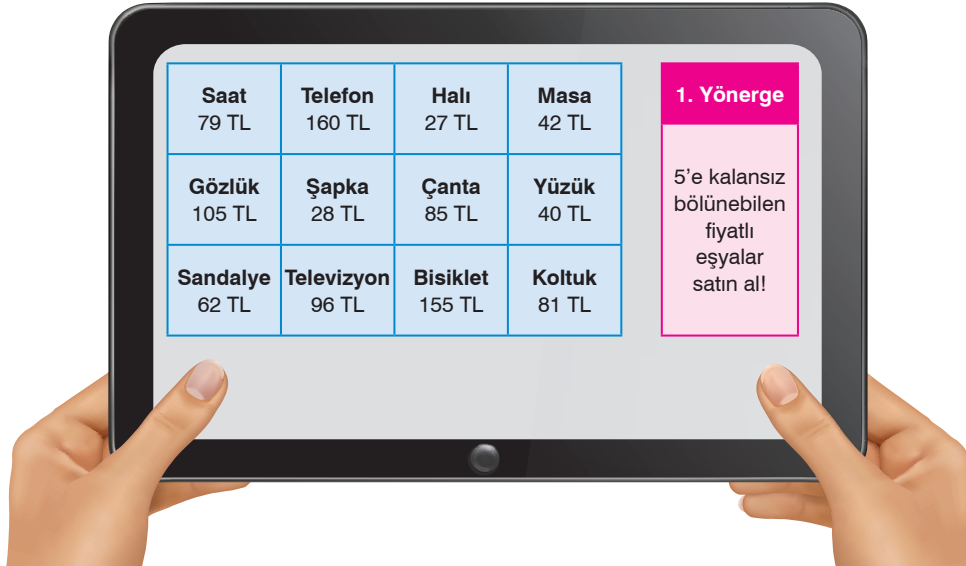 Saat
79 TL
Telefon
160 TL
Halı
27 TL
Masa
42 TL
Gözlük
105 TL
Şapka
28 TL
Çanta
85 TL
Yüzük
40 TL
Sandalye
62 TL
Televizyon
96 TL
Bisiklet
155 TL
Koltuk
81 TL
1. Yönerge
5’e kalansız
bölünebilen
fiyatlı
eşyalar
satın al!